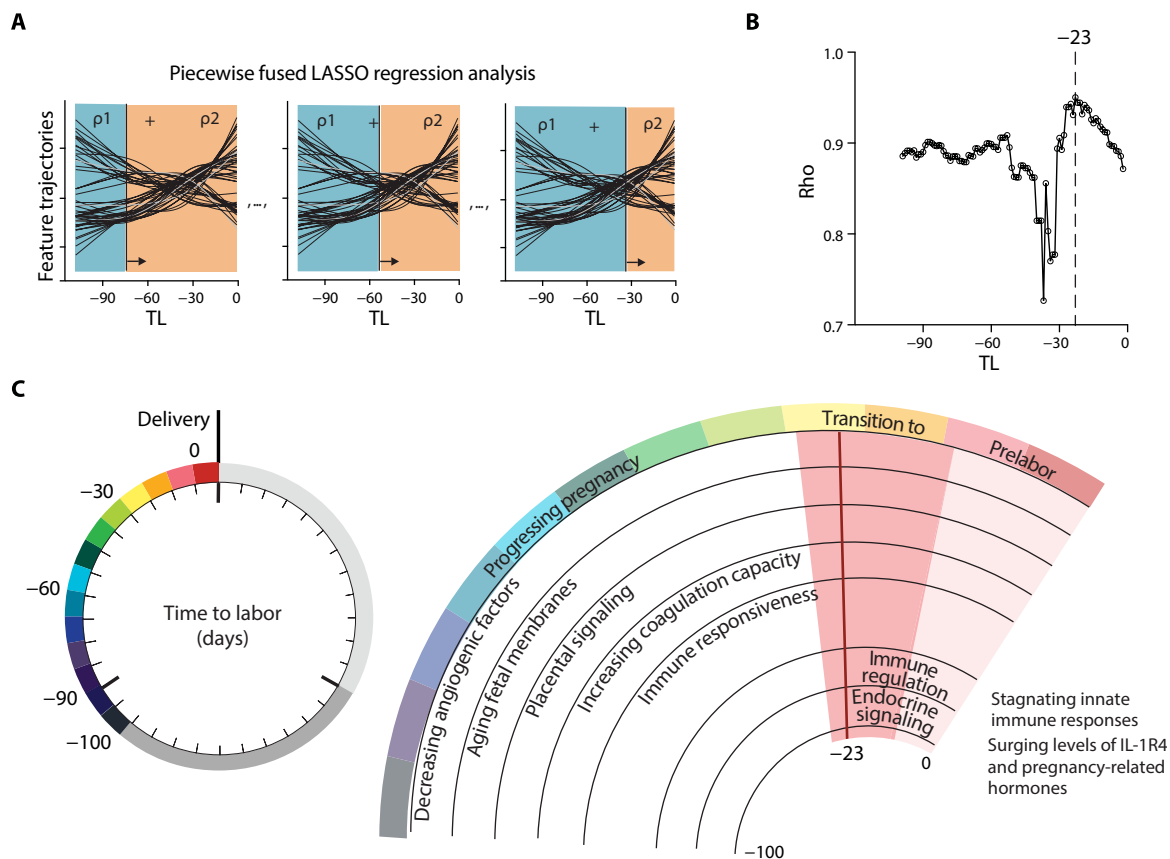 A
Piecewise fused LASSO regression analysis
Feature trajectories
ρ1 + ρ2
ρ1 + ρ2
ρ1 + ρ2
, ..., , ...,
−90 −60 −30 0
−90 −60 −30 0
−90 −60 −30 0
TL TL TL
B
−23
1.0
0.9
0.8
0.7
Rho
−90 −60 −30 0
TL
C
Delivery
0
−30
−60
−90
−100
Time to labor
(days)
Progressing pregnancy
Transition to
Prelabor
Decreasing angiogenic factors
Aging fetal membranes
Placental signaling
Increasing coagulation capacity
Immune responsiveness
Immune
regulation
Endocrine
signaling
−23
0
−100
Stagnating innate
immune responses
Surging levels of IL-1R4
and pregnancy-related
hormones